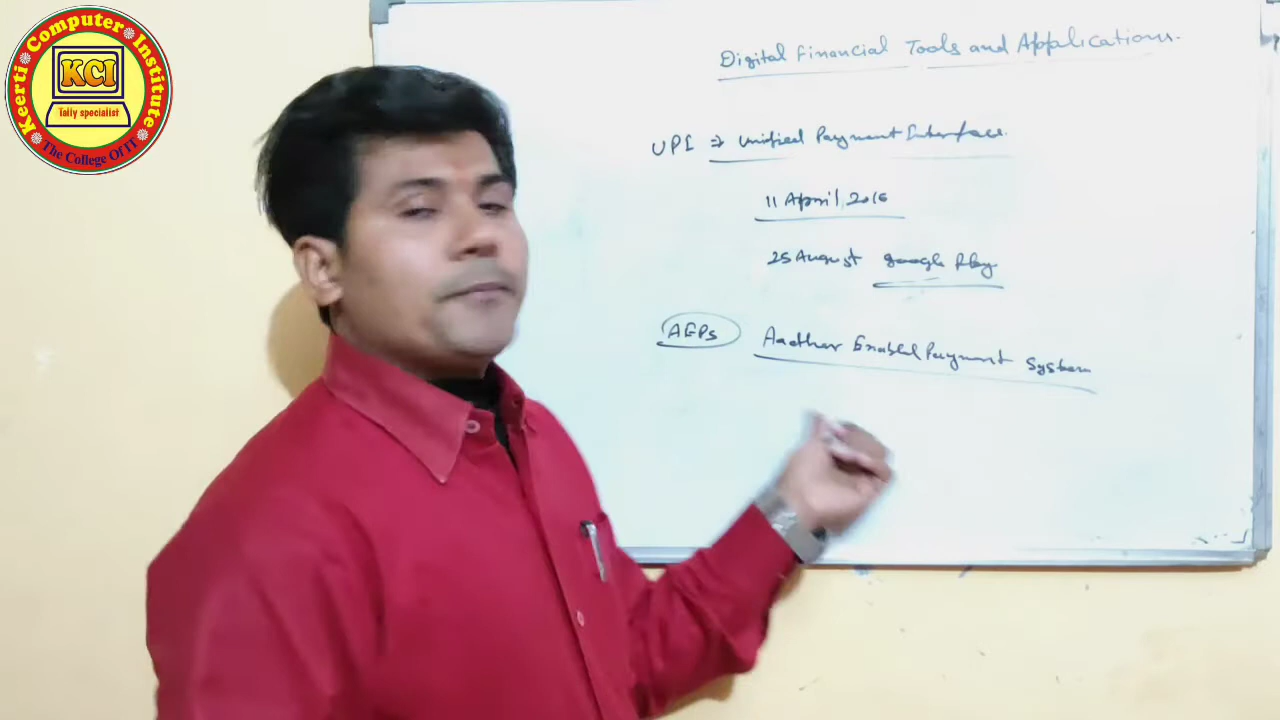 Keerti Computer Institute
KCI
Tally specialist
The College Of IT
Digital Financial Tools and Applications.
UPI ⇒ Unified Payment Interface.
11 April, 2016
25 August google Play
AEPS Aadhar Enabled Payment System